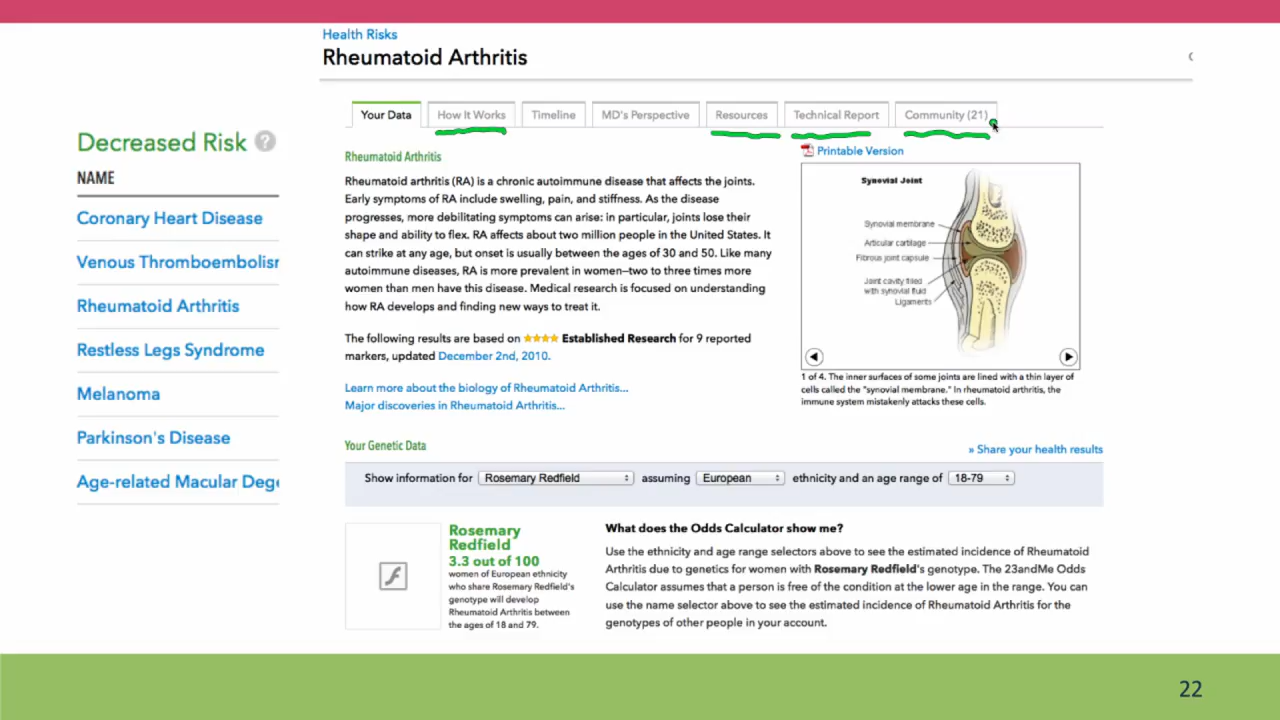 Health Risks
Rheumatoid Arthritis
Decreased Risk ?
NAME
Coronary Heart Disease
Venous Thromboembolisr
Rheumatoid Arthritis
Restless Legs Syndrome
Melanoma
Parkinson's Disease
Age-related Macular Dege
Your Data How It Works Timeline MD's Perspective Resources Technical Report Community (21)
Rheumatoid Arthritis
Rheumatoid arthritis (RA) is a chronic autoimmune disease that affects the joints.
Early symptoms of RA include swelling, pain, and stiffness. As the disease
progresses, more debilitating symptoms can arise: in particular, joints lose their
shape and ability to flex. RA affects about two million people in the United States. It
can strike at any age, but onset is usually between the ages of 30 and 50. Like many
autoimmune diseases, RA is more prevalent in women—two to three times more
women than men have this disease. Medical research is focused on understanding
how RA develops and finding new ways to treat it.
The following results are based on ★★★★ Established Research for 9 reported
markers, updated December 2nd, 2010.
Learn more about the biology of Rheumatoid Arthritis...
Major discoveries in Rheumatoid Arthritis...
Printable Version
Synovial Joint
Synovial membrane
Articular cartilage
Fibrous joint capsule
Joint cavity filled
with synovial fluid
Ligaments
1 of 4. The inner surfaces of some joints are lined with a thin layer of
cells called the "synovial membrane." In rheumatoid arthritis, the
immune system mistakenly attacks these cells.
Your Genetic Data
» Share your health results
Show information for Rosemary Redfield assuming European ethnicity and an age range of 18-79
Rosemary
Redfield
3.3 out of 100
women of European ethnicity
who share Rosemary Redfield's
genotype will develop
Rheumatoid Arthritis between
the ages of 18 and 79.
What does the Odds Calculator show me?
Use the ethnicity and age range selectors above to see the estimated incidence of Rheumatoid
Arthritis due to genetics for women with Rosemary Redfield's genotype. The 23andMe Odds
Calculator assumes that a person is free of the condition at the lower age in the range. You can
use the name selector above to see the estimated incidence of Rheumatoid Arthritis for the
genotypes of other people in your account.
22